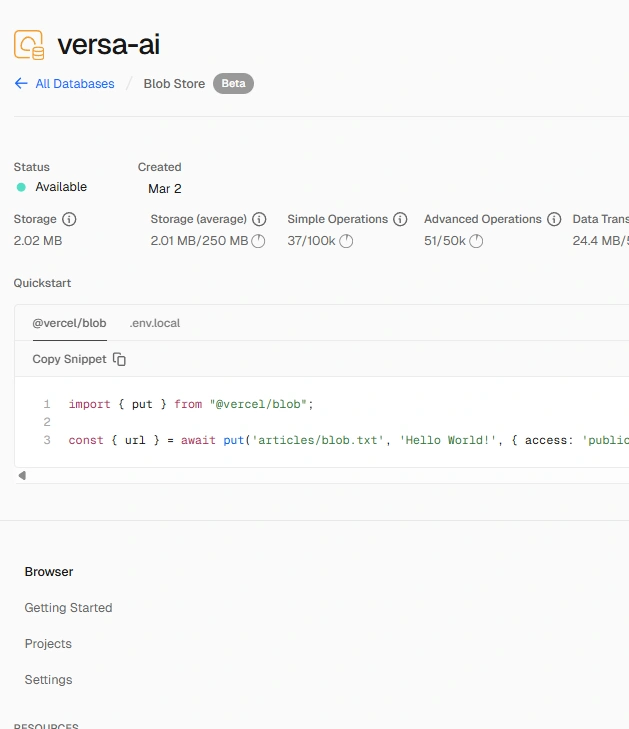 versa-ai
All Databases / Blob Store Beta
Status Created
Available Mar 2
Storage Storage (average) Simple Operations Advanced Operations Data Trans
2.02 MB 2.01 MB/250 MB 37/100k 51/50k 24.4 MB/5
Quickstart
@vercel/blob .env.local
Copy Snippet
1 import { put } from "@vercel/blob";
2
3 const { url } = await put('articles/blob.txt', 'Hello World!', { access: 'public
Browser
Getting Started
Projects
Settings
RESOURCES